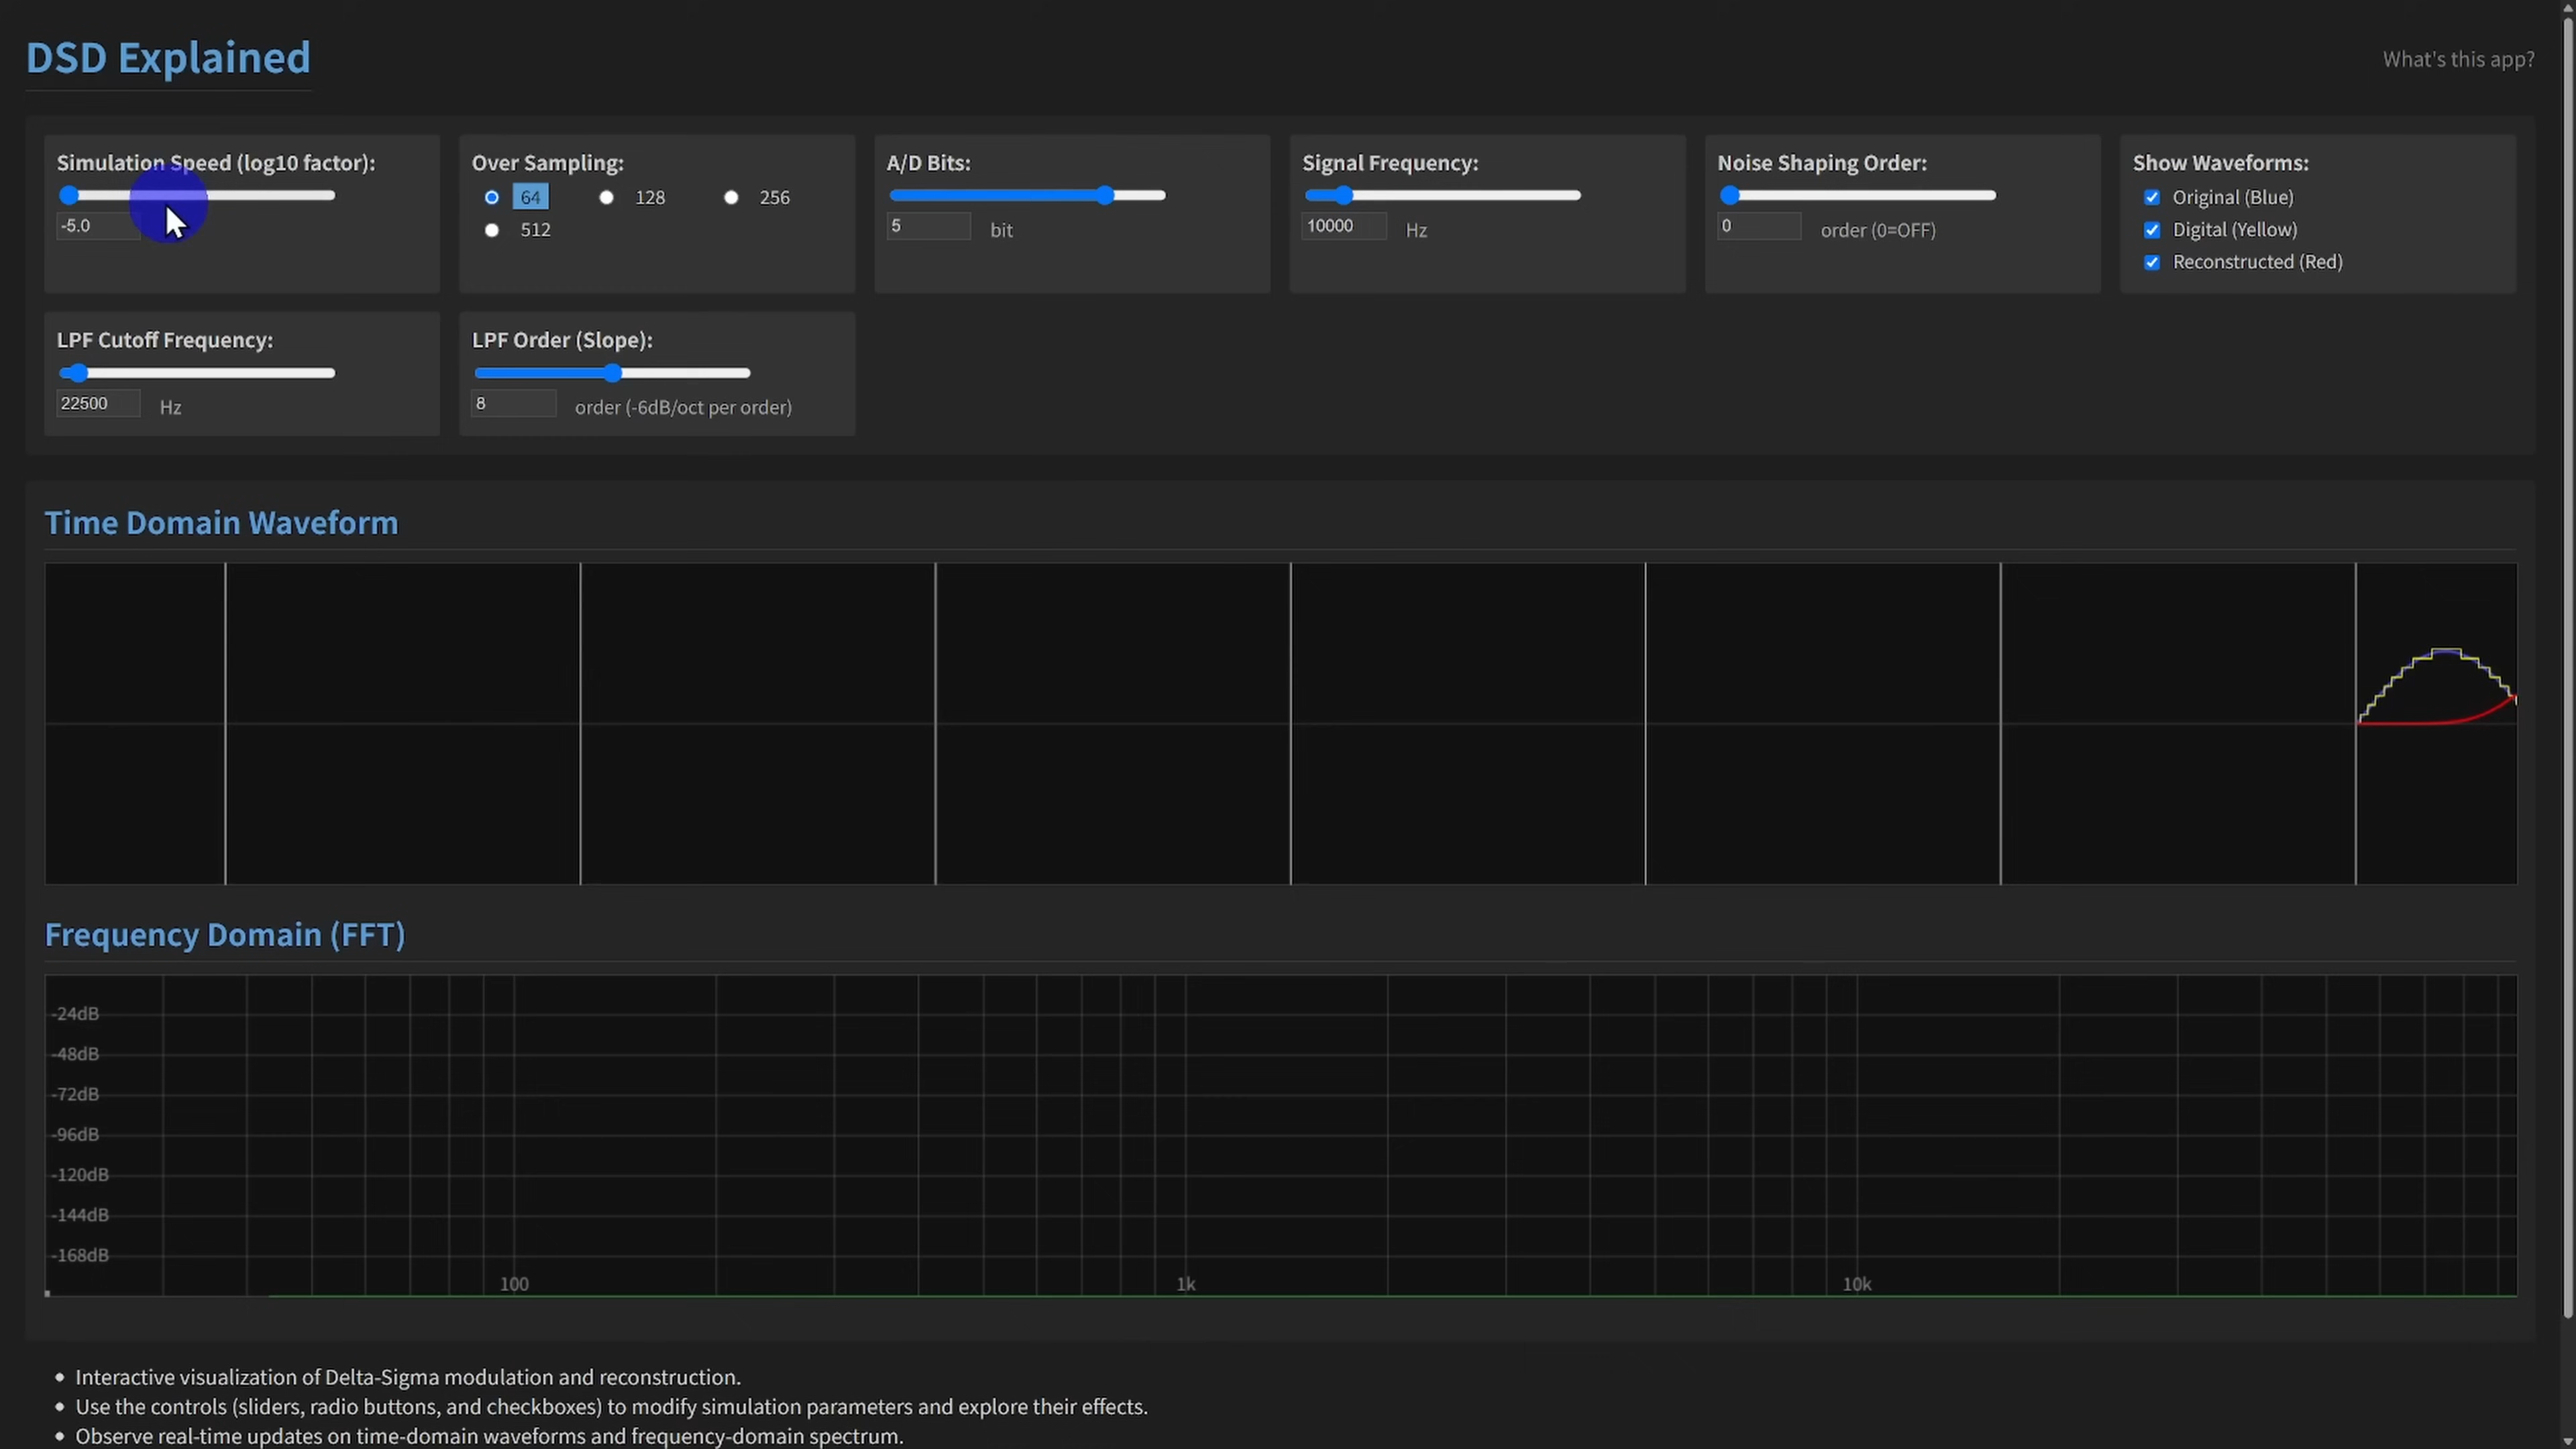 DSD Explained
What's this app?
Simulation Speed (log10 factor):
-5.0
Over Sampling:
64 128 256
512
A/D Bits:
5 bit
Signal Frequency:
10000 Hz
Noise Shaping Order:
0 order (0=OFF)
Show Waveforms:
Original (Blue)
Digital (Yellow)
Reconstructed (Red)
LPF Cutoff Frequency:
22500 Hz
LPF Order (Slope):
8 order (-6dB/oct per order)
Time Domain Waveform
Frequency Domain (FFT)
-24dB
-48dB
-72dB
-96dB
-120dB
-144dB
-168dB
100 1k 10k
• Interactive visualization of Delta-Sigma modulation and reconstruction.
• Use the controls (sliders, radio buttons, and checkboxes) to modify simulation parameters and explore their effects.
• Observe real-time updates on time-domain waveforms and frequency-domain spectrum.